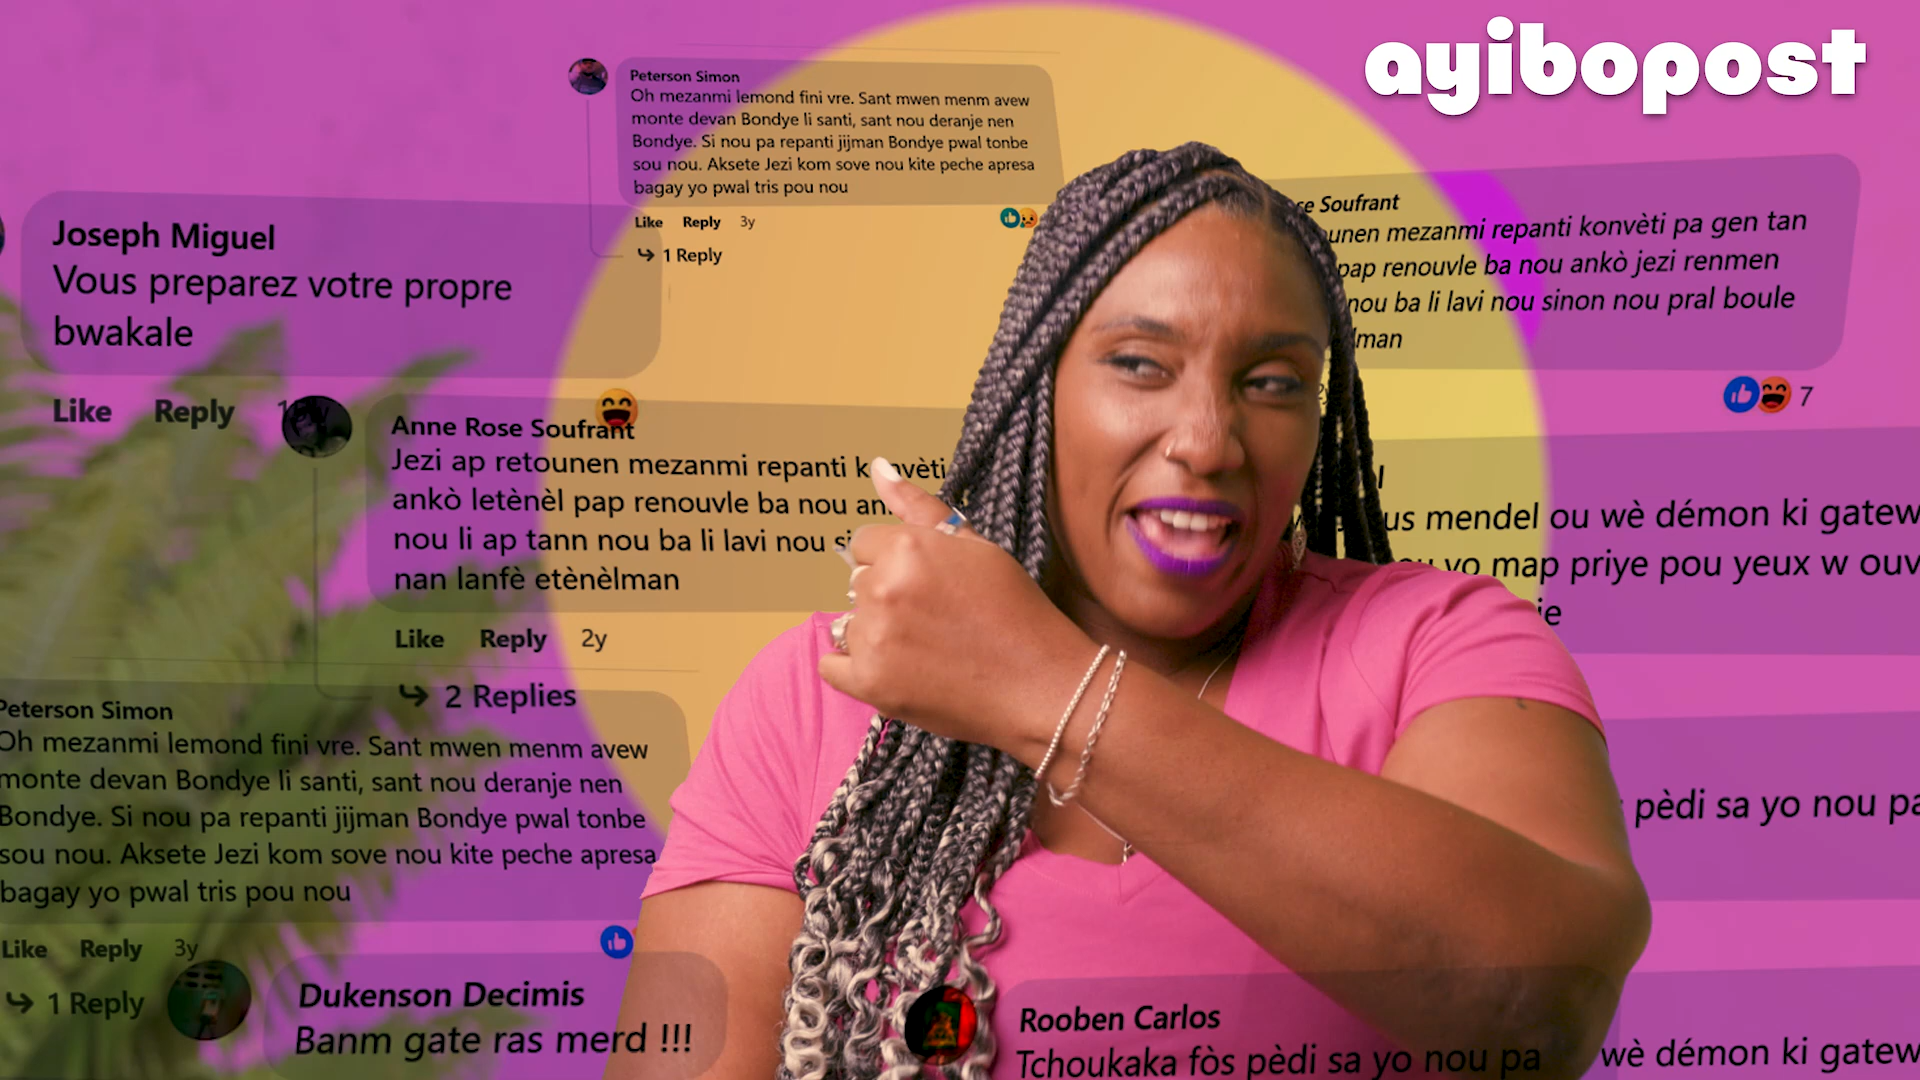 ayibopost
Peterson Simon
Oh mezanmi lemond fini vre. Sant mwen menm avew
monte devan Bondye li santi, sant nou deranje nen
Bondye. Si nou pa repanti jijman Bondye pwal tonbe
sou nou. Aksete Jezi kom sove nou kite peche apresa
bagay yo pwal tris pou nou
Like Reply 3y
1 Reply
Joseph Miguel
Vous preparez votre propre
bwakale
Like Reply
Soufrant
mezanmi repanti konvèti pa gen tan
pap renouvle ba nou ankò jezi renmen
nou ba li lavi nou sinon nou pral boule
7
Anne Rose Soufrant
Jezi ap retounen mezanmi repanti
ankò letènèl pap renouvle ba nou
nou li ap tann nou ba li lavi nou
nan lanfè etènèlman
Like Reply 2y
2 Replies
mendel ou wè démon ki gatew
yo map priye pou yeux w
Peterson Simon
Oh mezanmi lemond fini vre. Sant mwen menm avew
monte devan Bondye li santi, sant nou deranje nen
Bondye. Si nou pa repanti jijman Bondye pwal tonbe
sou nou. Aksete Jezi kom sove nou kite peche apresa
bagay yo pwal tris pou nou
Like Reply 3y
1 Reply
pèdi sa yo nou
Dukenson Decimis
Banm gate ras merd !!!
Rooben Carlos
Tchoukaka fòs pèdi sa yo nou pa
wè démon ki gatew